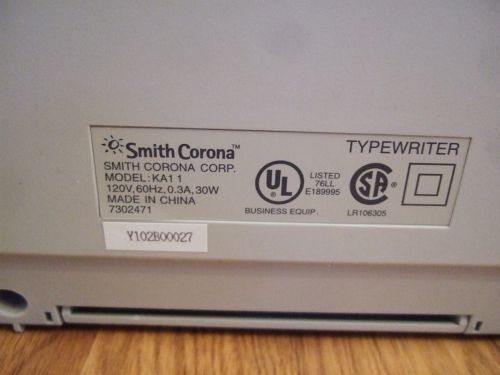 Smith Corona™
TYPEWRITER
SMITH CORONA CORP.
MODEL:KA11
120V,60Hz,0.3A,30W
MADE IN CHINA
7302471
UL
LISTED
76LL
E189995
BUSINESS EQUIP.
SA
LR106305
Y102B00027